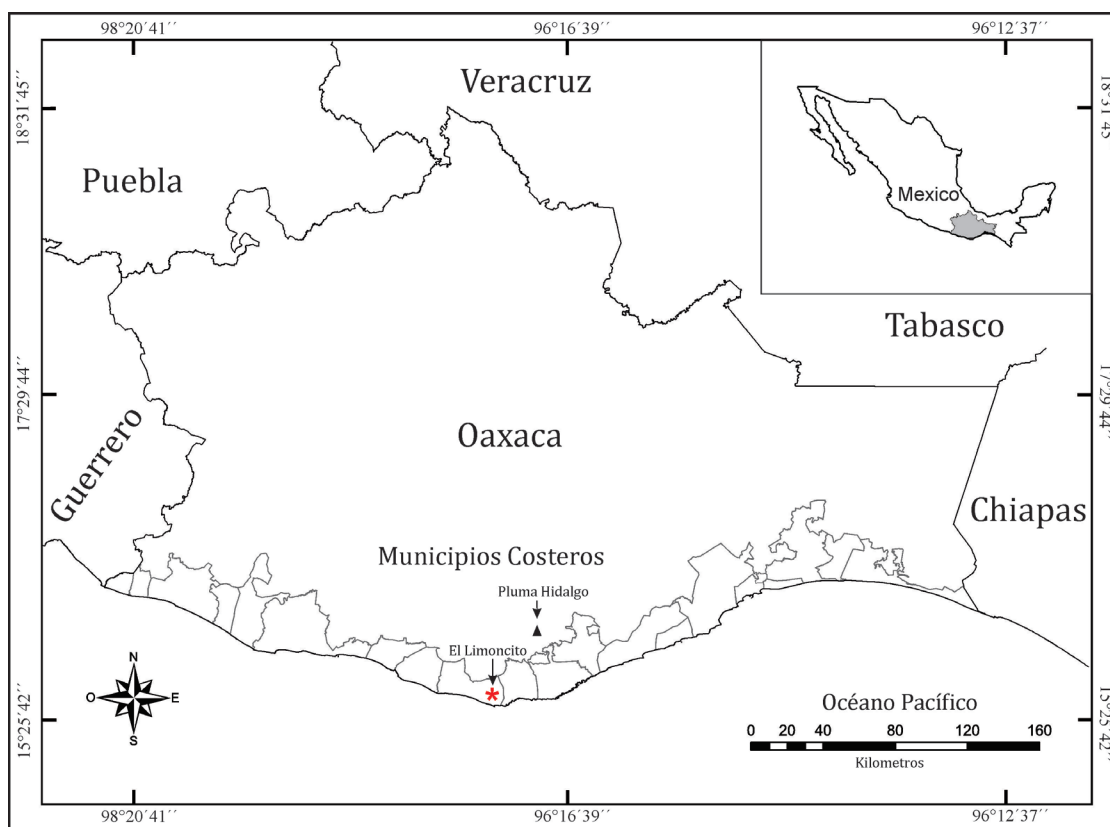 98°20´41´´ 96°16´39´´ 96°12´37´´
18°31´45´´ 18°31´45´´
Veracruz
Puebla
Mexico
Tabasco
17°29´44´´ 17°29´44´´
Oaxaca
Guerrero
Chiapas
Municipios Costeros
Pluma Hidalgo
El Limoncito
N
O E
S
15°25´42´´ 15°25´42´´
Océano Pacífico
0 20 40 80 120 160
Kilometros
98°20´41´´ 96°16´39´´ 96°12´37´´